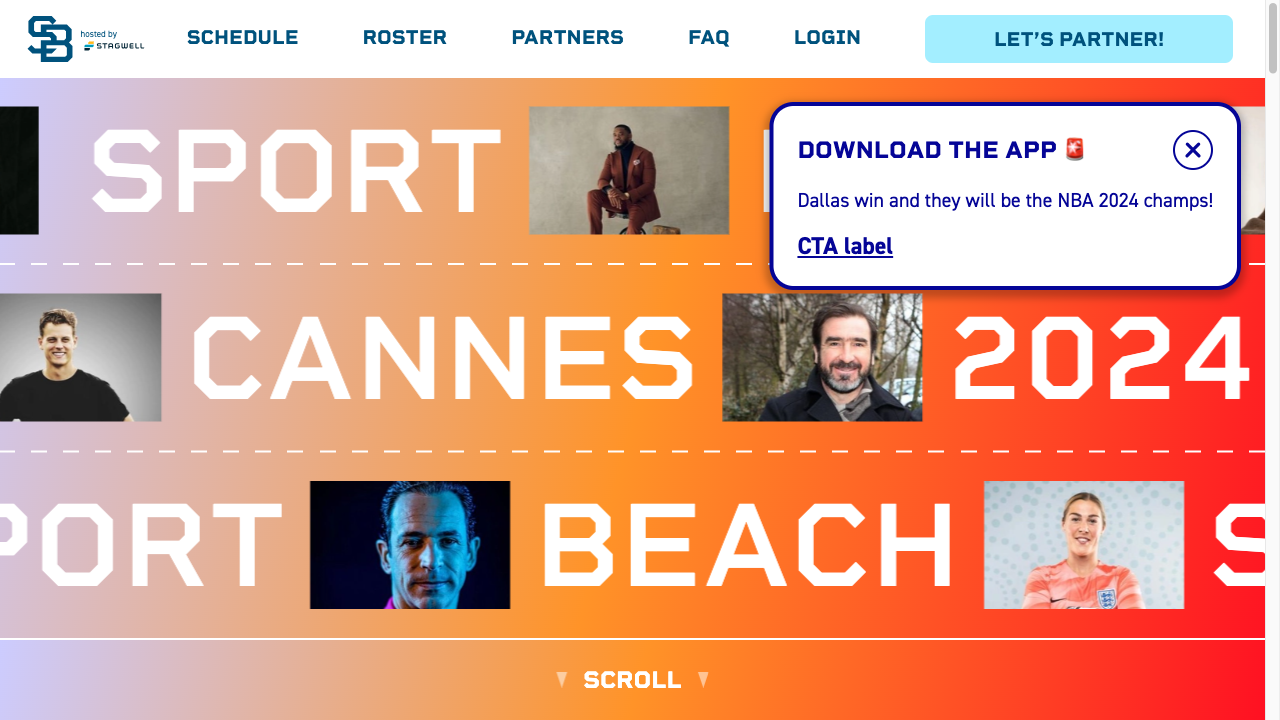 SB hosted by
STAGWELL
SCHEDULE ROSTER PARTNERS FAQ LOGIN LET’S PARTNER!
SPORT
DOWNLOAD THE APP 🚨
Dallas win and they will be the NBA 2024 champs!
CTA label
CANNES 2024
PORT BEACH S
SCROLL